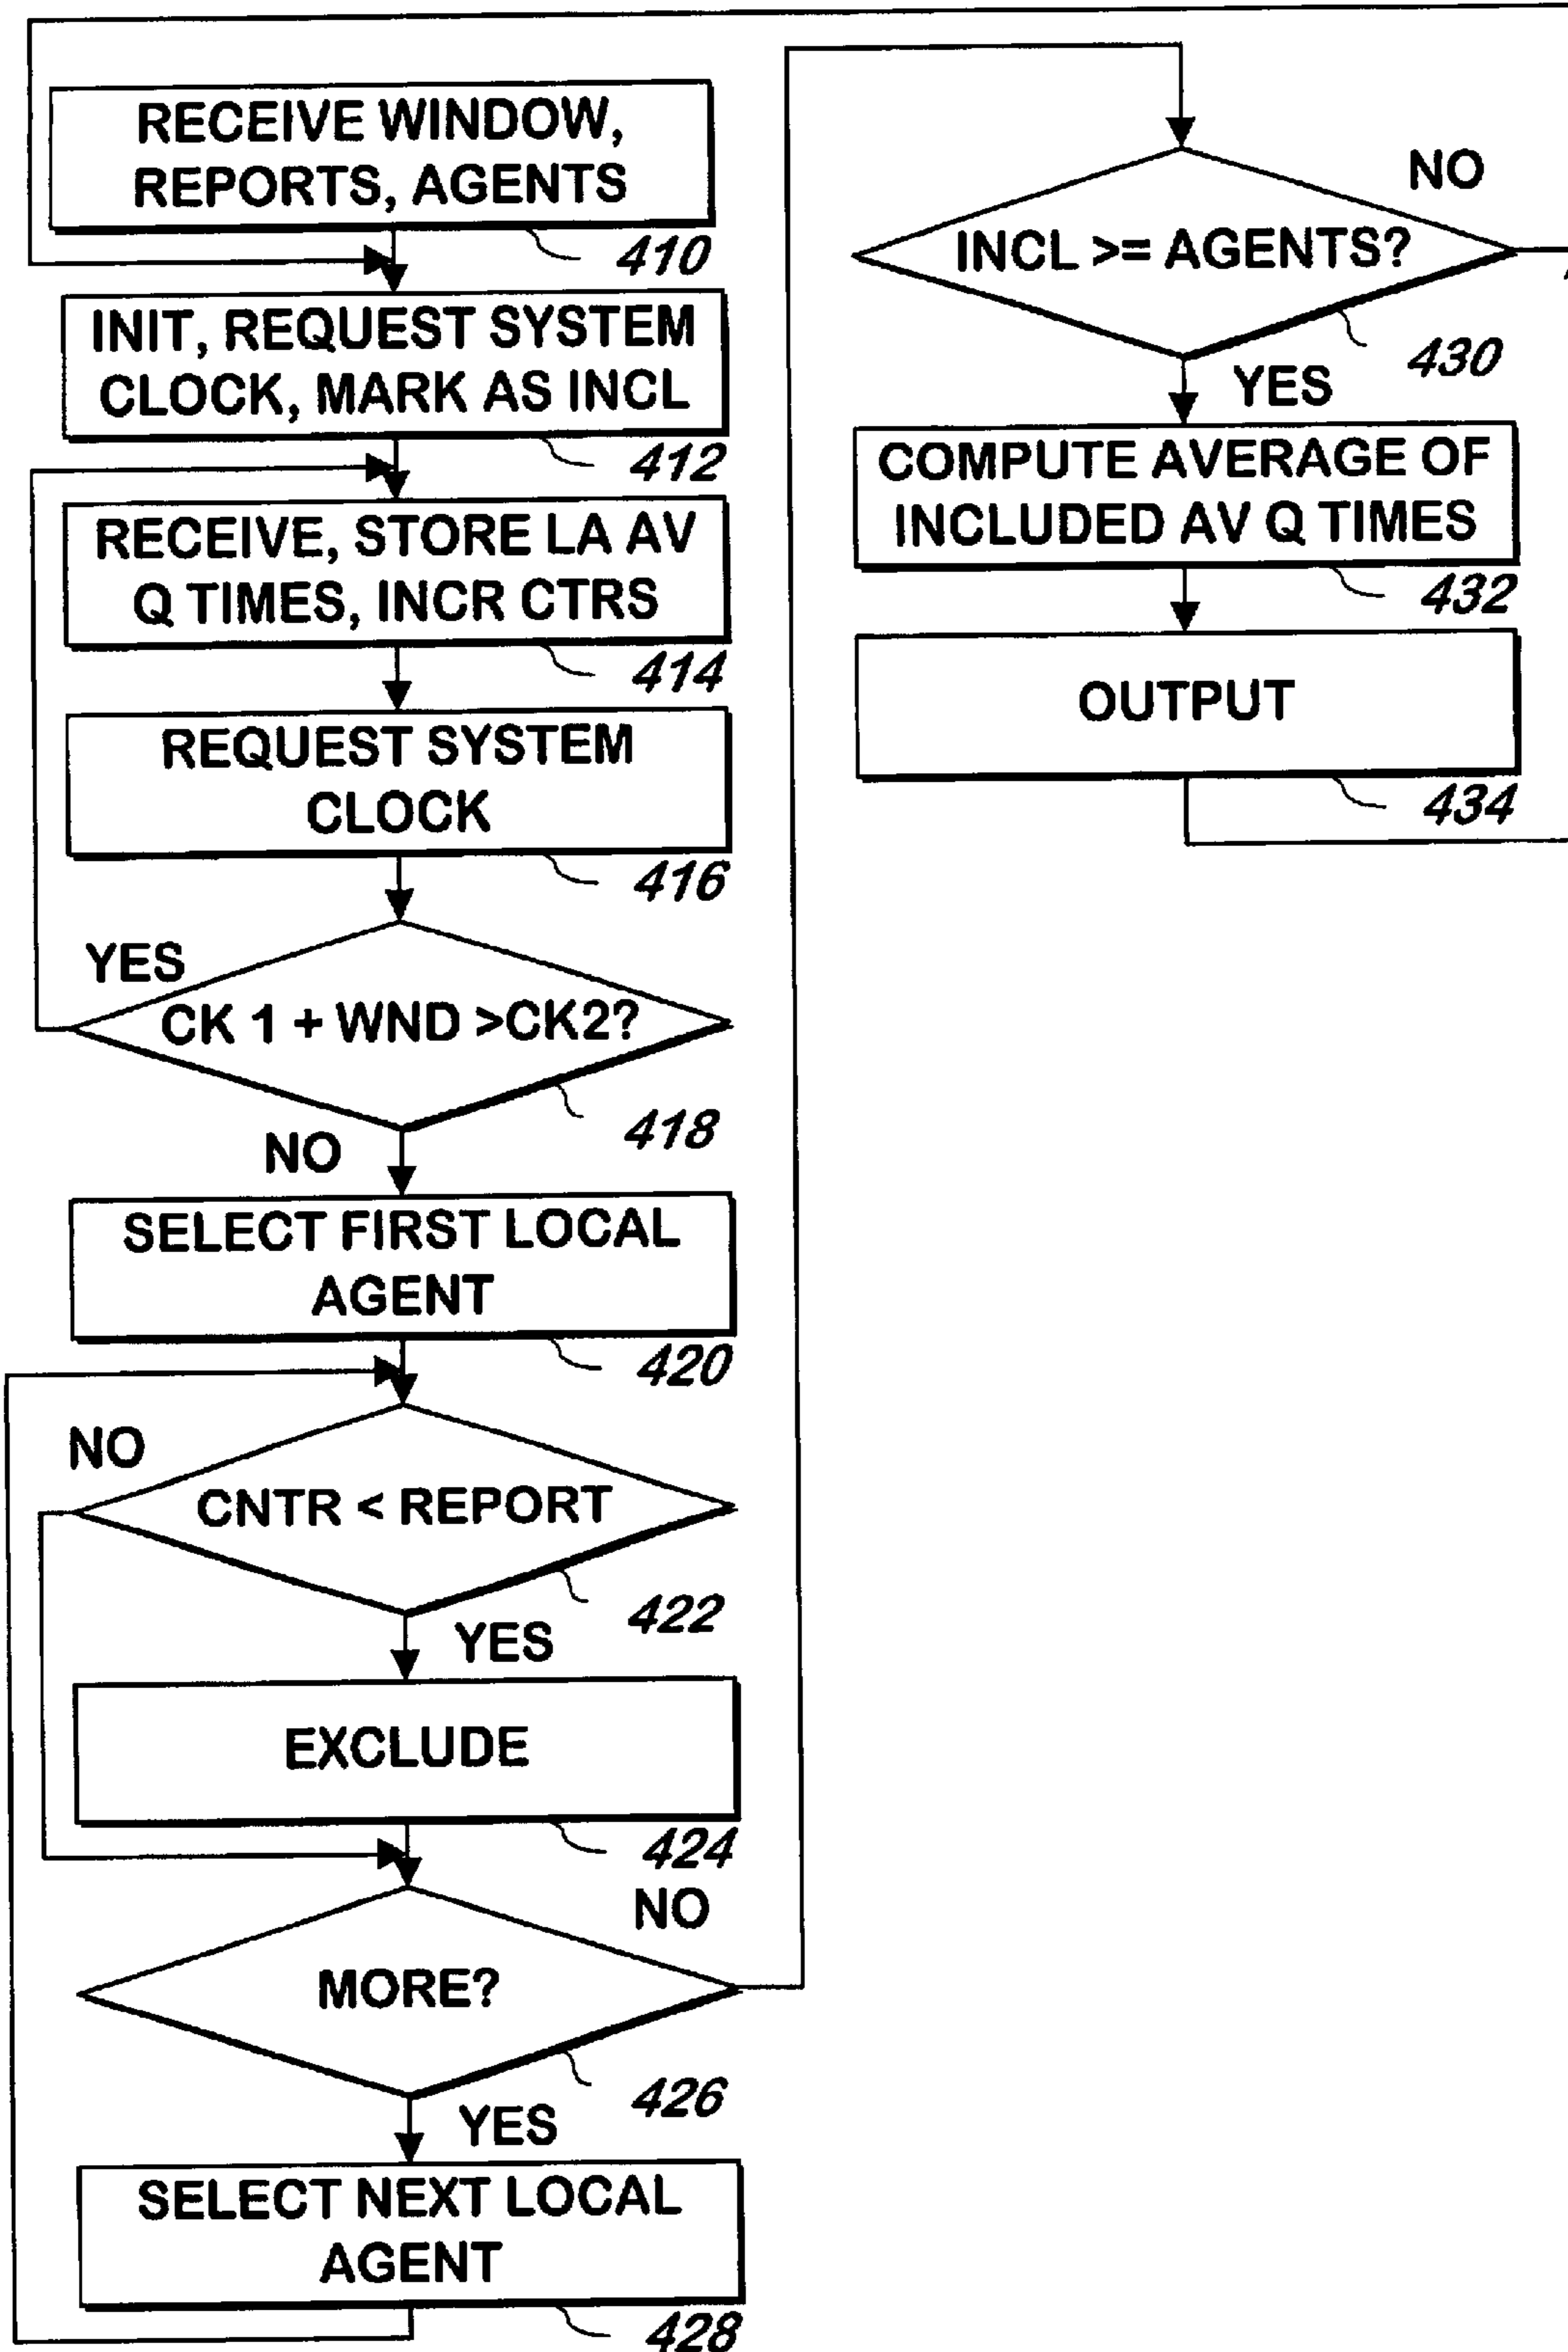 RECEIVE WINDOW,
REPORTS, AGENTS
410
INIT, REQUEST SYSTEM
CLOCK, MARK AS INCL
412
RECEIVE, STORE LA AV
Q TIMES, INCR CTRS
414
REQUEST SYSTEM
CLOCK
416
YES
CK 1 + WND >CK2?
418
NO
SELECT FIRST LOCAL
AGENT
420
NO
CNTR < REPORT
422
YES
EXCLUDE
424
NO
MORE?
426
YES
SELECT NEXT LOCAL
AGENT
428
NO
INCL >= AGENTS?
430
YES
COMPUTE AVERAGE OF
INCLUDED AV Q TIMES
432
OUTPUT
434